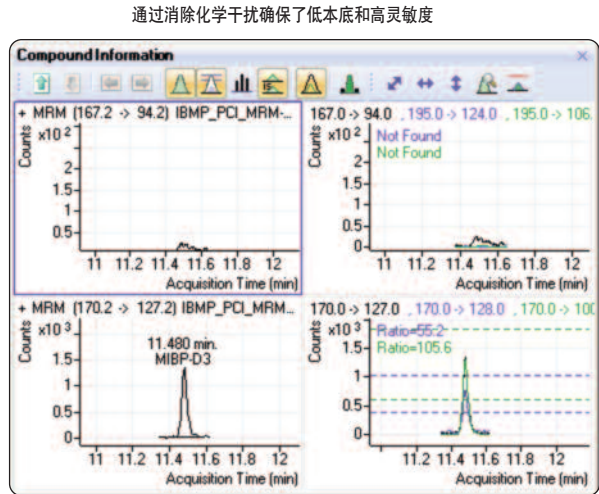 通过消除化学干扰确保了低本底和高灵敏度
Compound Information
+ MRM (167.2 -> 94.2) IBMP_PCI_MRM-...
Counts
x10 2
2-
1.5-
1-
0.5-
11 11.2 11.4 11.6 11.8 12
Acquisition Time (min)
167.0 -> 94.0 , 195.0 -> 124.0 , 195.0 -> 106.
Counts
x10 2
Not Found
Not Found
2-
1.5-
1-
0.5-
0-
11 11.2 11.4 11.6 11.8 12
Acquisition Time (min)
+ MRM (170.2 -> 127.2) IBMP_PCI_MRM...
Counts
x10 3
11.480 min.
MIBP-D3
1.5-
1-
0.5-
0-
11 11.2 11.4 11.6 11.8 12
Acquisition Time (min)
170.0 -> 127.0 , 170.0 -> 128.0 , 170.0 -> 100
Counts
x10 3
Ratio=55.2
Ratio=105.6
1.5-
1-
0.5-
0-
11.2 11.4 11.6 11.8 12
Acquisition Time (min)